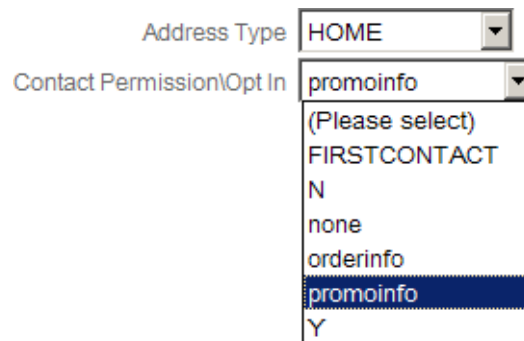 Address Type HOME
Contact Permission\Opt In promoinfo
(Please select)
FIRSTCONTACT
N
none
orderinfo
promoinfo
Y